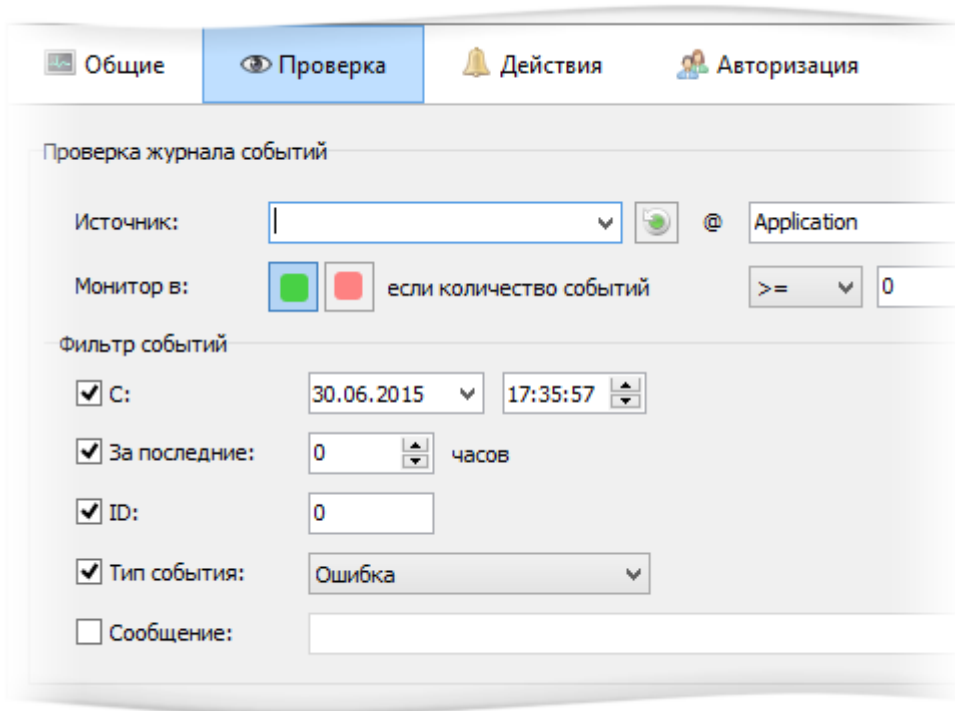 Общие Проверка Действия Авторизация
Проверка журнала событий
Источник: @ Application
Монитор в: если количество событий >= 0
Фильтр событий
С: 30.06.2015 17:35:57
За последние: 0 часов
ID: 0
Тип события: Ошибка
Сообщение: